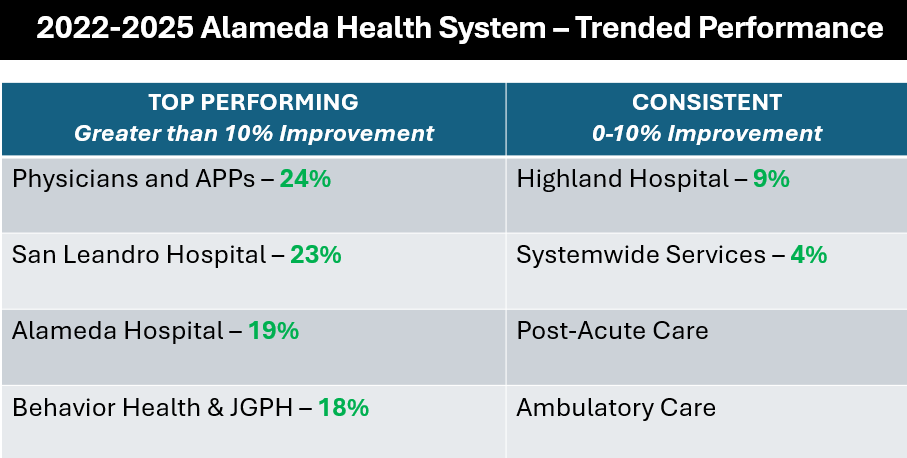 2022-2025 Alameda Health System – Trended Performance
TOP PERFORMING
Greater than 10% Improvement
CONSISTENT
0-10% Improvement
Physicians and APPs – 24%
Highland Hospital – 9%
San Leandro Hospital – 23%
Systemwide Services – 4%
Alameda Hospital – 19%
Post-Acute Care
Behavior Health & JGPH – 18%
Ambulatory Care